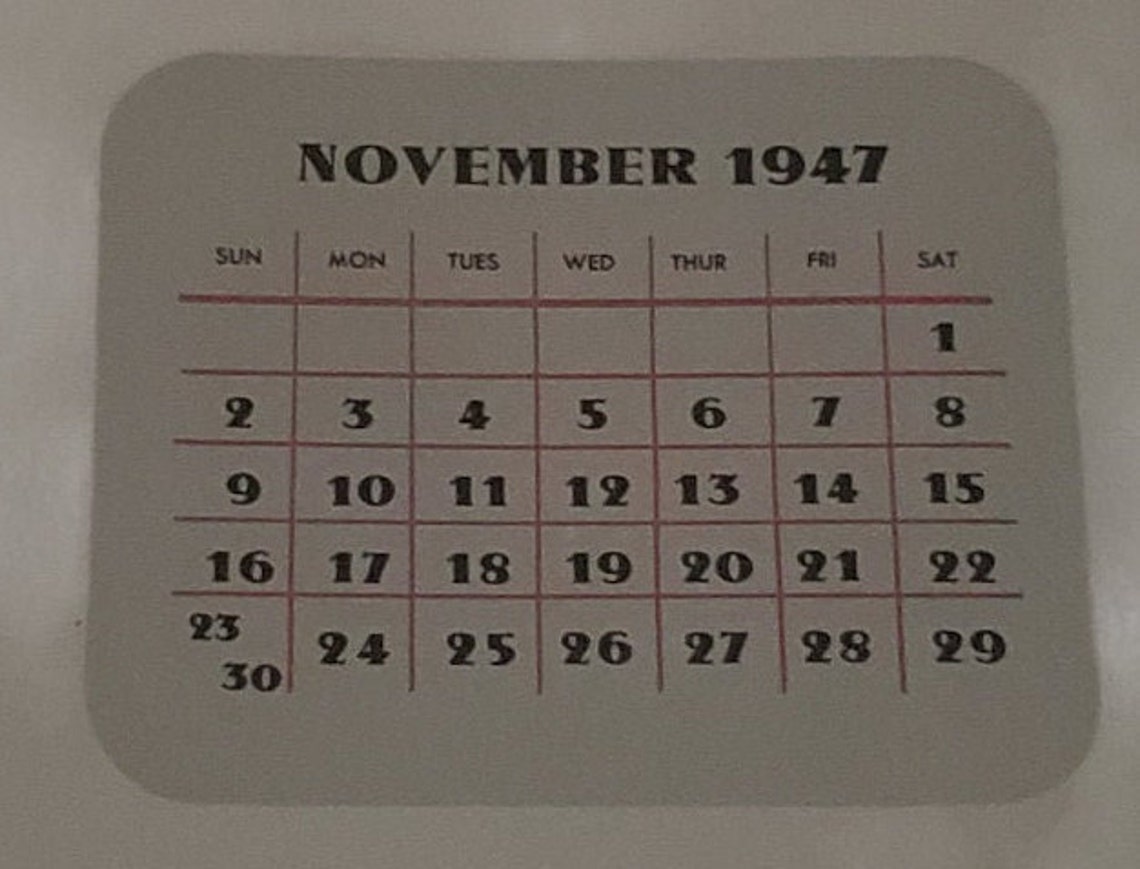 NOVEMBER 1947
SUN MON TUES WED THUR FRI SAT
1
2 3 4 5 6 7 8
9 10 11 12 13 14 15
16 17 18 19 20 21 22
23 24 25 26 27 28 29
30